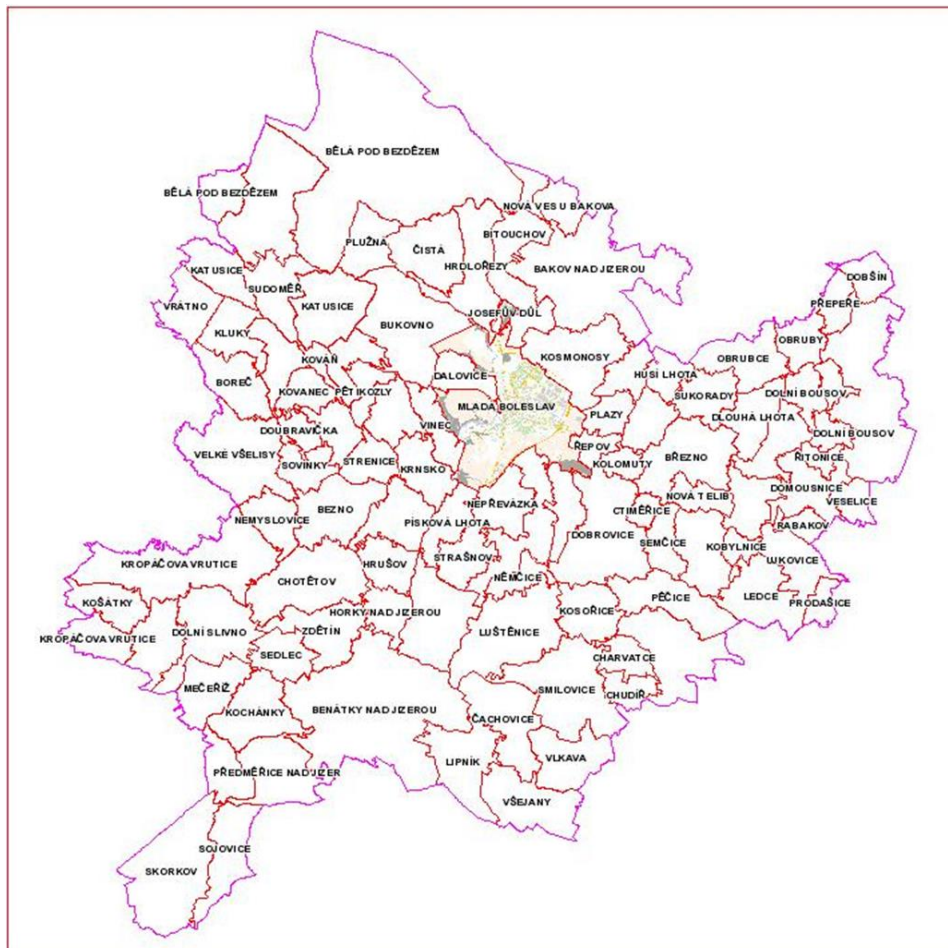 BĚLÁ POD BEZDĚZEM
BĚLÁ POD BEZDĚZEM
NOVÁ VES U BAKOVA
BITOUCHOV
PLUŽNÁ
ČISTÁ
HRDLOŘEZY
BAKOV NAD JIZEROU
KATUSICE
SUDOMĚŘ
DOBŠÍN
VRÁTNO
KATUSICE
PŘEPEŘE
JOSEFŮV DŮL
BUKOVNO
KLUKY
OBRUBY
KOVÁŇ
KOSMONOSY
OBRUBCE
BOREČ
DALOVICE
HUSÍ LHOTA
KOVANEC
PĚTIKOZLY
SUKORADY
DOLNÍ BOUSOV
MLADÁ BOLESLAV
PLAZY
DLOUHÁ LHOTA
DOUBRAVIČKA
VINEC
DOLNÍ BOUSOV
VELKÉ VŠELISY
ŘEPOV
SOVÍNKY
STRENICE
KRNSKO
KOLOMUTY
BŘEZNO
ŘITONICE
DOMOUSNICE
NOVÁ TELIB
VESELICE
BEZNO
NEPŘEVÁZKA
CTIMĚŘICE
NEMYSLOVICE
PÍSKOVÁ LHOTA
RABAKOV
DOBROVICE
SEMČICE
KOBYLNICE
STRAŠNOV
LUKOVICE
KROPÁČOVA VRUTICE
HRUŠOV
CHOTĚTOV
NĚMČICE
PĚČICE
LEDCE
PRODAŠICE
KOŠÁTKY
HORKY NAD JIZEROU
KOSOŘICE
ZDĚTÍN
DOLNÍ SLIVNO
LUŠTĚNICE
KROPÁČOVA VRUTICE
SEDLEC
CHARVATCE
MEČEŘÍŽ
SMILOVICE
CHUDÍŘ
BENÁTKY NAD JIZEROU
KOCHÁNKY
ČACHOVICE
VLKAVA
LIPNÍK
PŘEDMĚŘICE NAD JIZER
VŠEJANY
SOJOVICE
SKORKOV